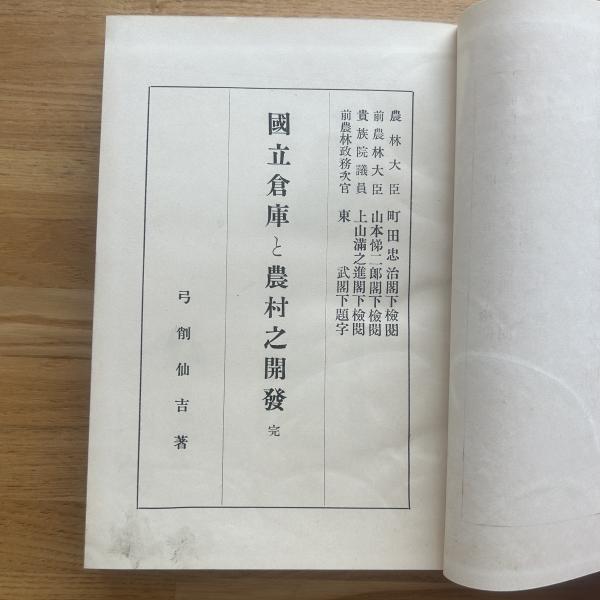 農林大臣 町田忠治閣下檢閱
前農林大臣 山本悌二郎閣下檢閱
貴族院議員 上山滿之進閣下檢閱
前農林政務次官 東武閣下題字
國立倉庫と農村之開發 完
弓削仙吉著